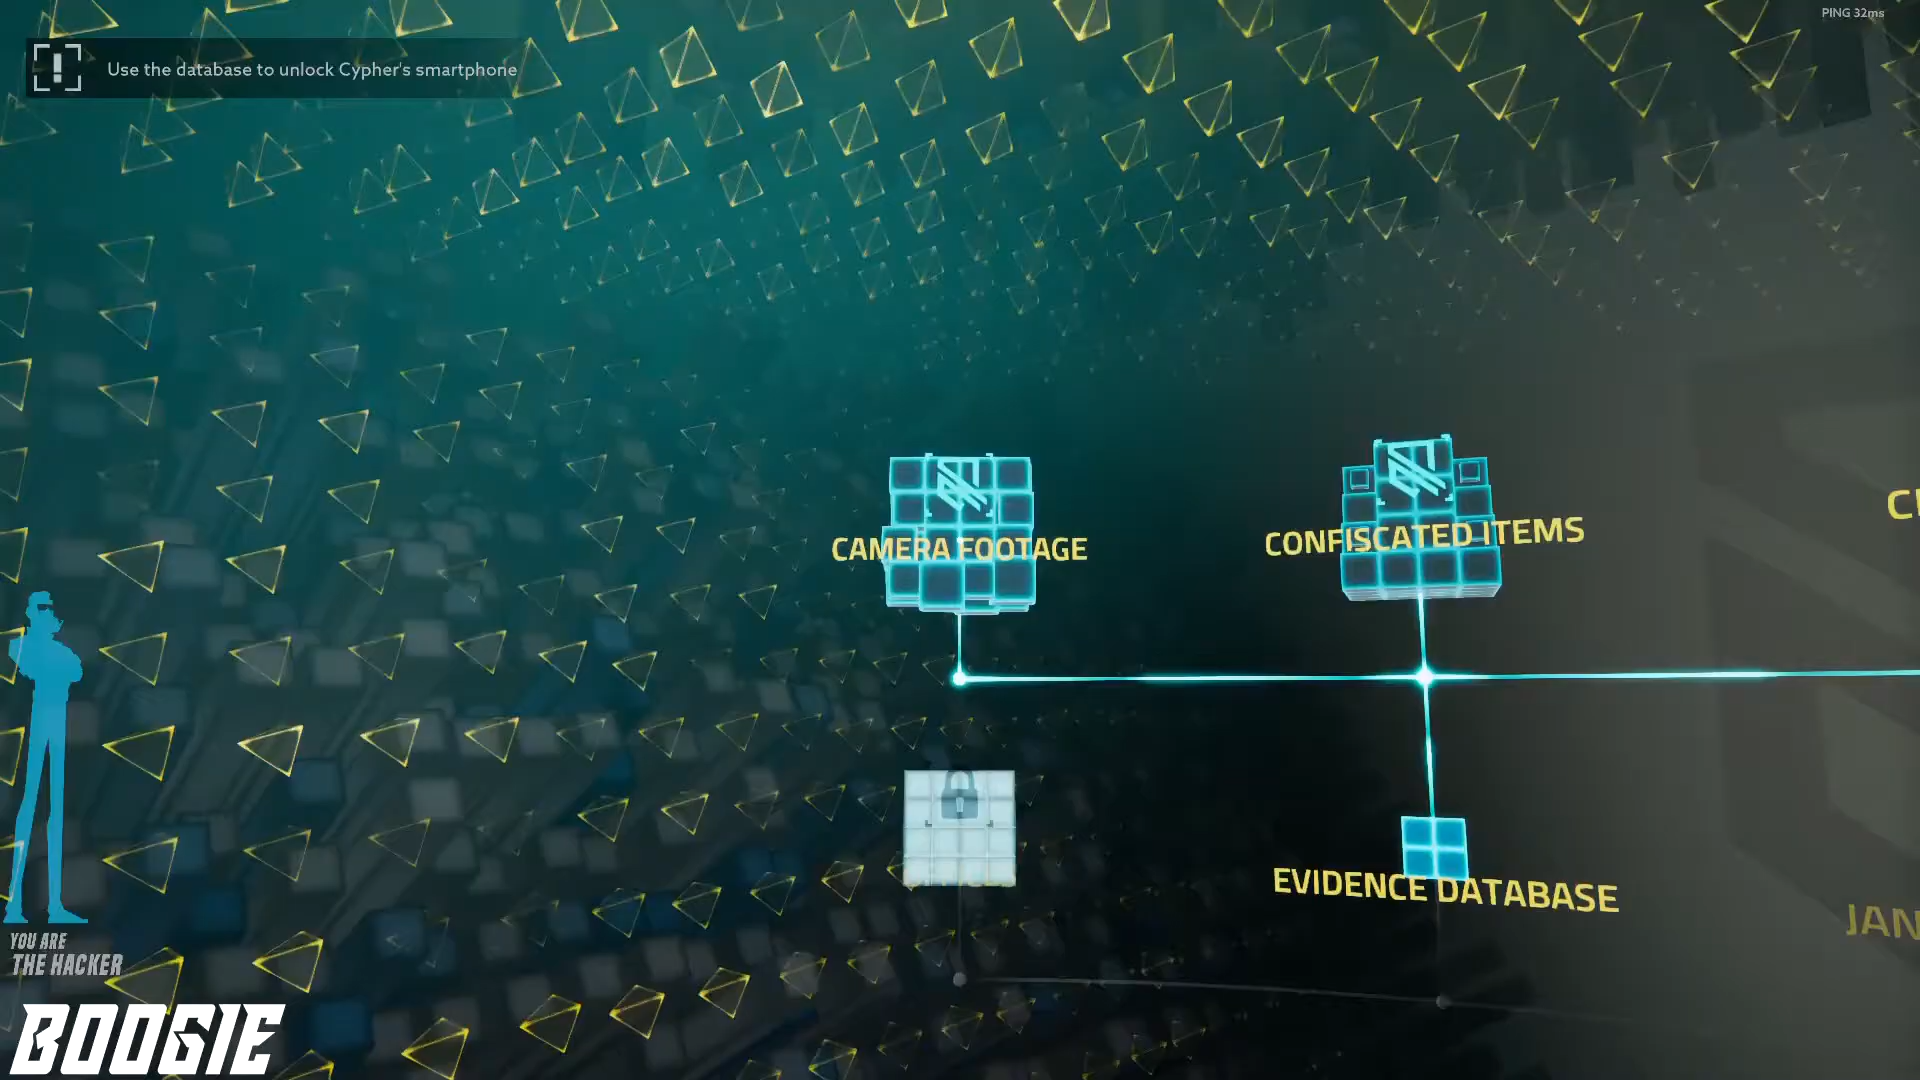 PING 32ms
Use the database to unlock Cypher's smartphone
CAMERA FOOTAGE
CONFISCATED ITEMS
EVIDENCE DATABASE
YOU ARE
THE HACKER
BOOGIE